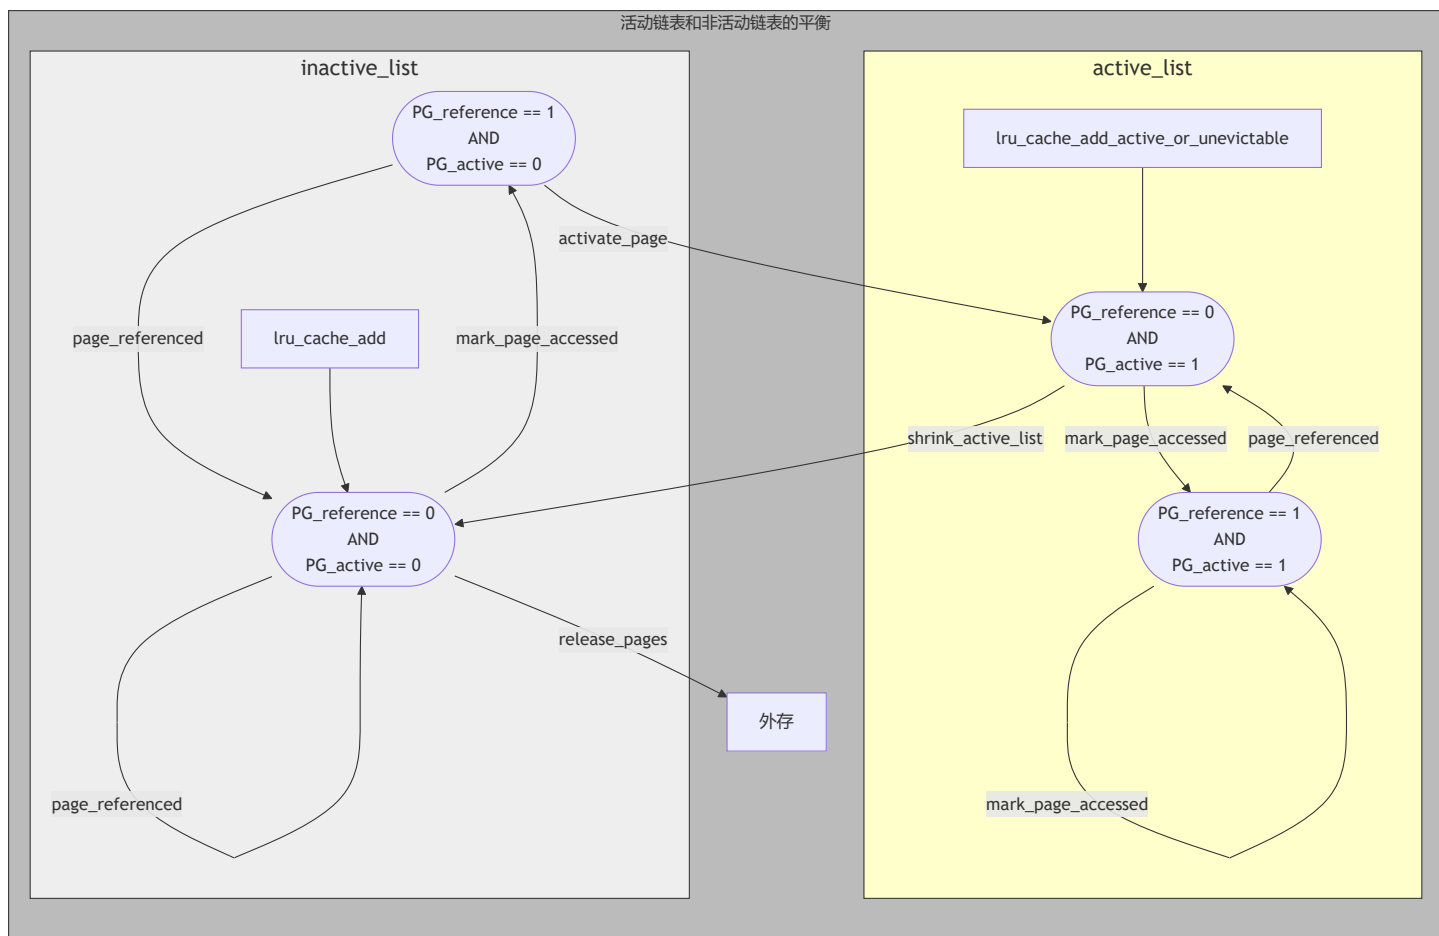 活动链表和非活动链表的平衡
inactive_list
active_list
PG_reference == 1
AND
PG_active == 0
lru_cache_add_active_or_unevictable
activate_page
page_referenced
lru_cache_add
mark_page_accessed
PG_reference == 0
AND
PG_active == 1
shrink_active_list
mark_page_accessed
page_referenced
PG_reference == 0
AND
PG_active == 0
PG_reference == 1
AND
PG_active == 1
release_pages
外存
page_referenced
mark_page_accessed